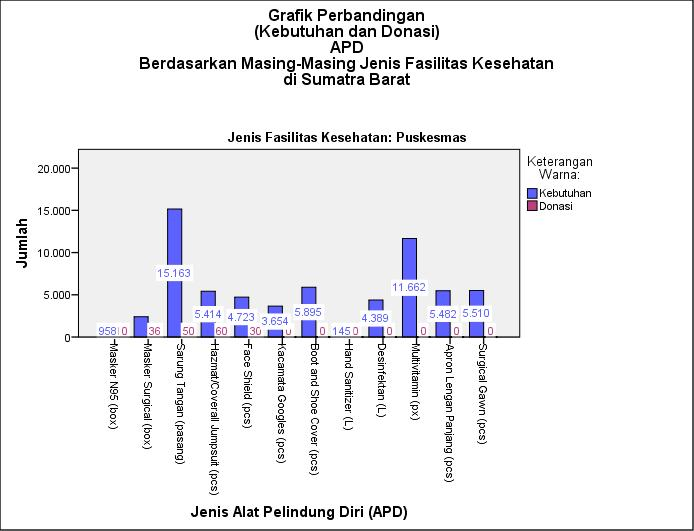 Grafik Perbandingan
(Kebutuhan dan Donasi)
APD
Berdasarkan Masing-Masing Jenis Fasilitas Kesehatan
di Sumatra Barat
Jenis Fasilitas Kesehatan: Puskesmas
Keterangan
Warna:
Kebutuhan
Donasi
Jumlah
20.000
15.000
10.000
5.000
0
958 0
36
15.163 50
5.414 60
4.723 30
3.654 0
5.895 0
145 0
4.389 0
11.662 0
5.482 0
5.510 0
Masker N95 (box)
Masker Surgical (box)
Sarung Tangan (pasang)
Hazmat/Coverall Jumpsuit (pcs)
Face Shield (pcs)
Kacamata Googles (pcs)
Boot and Shoe Cover (pcs)
Hand Sanitizer (L)
Desinfektan (L)
Multivitamin (px)
Apron Lengan Panjang (pcs)
Surgical Gawn (pcs)
Jenis Alat Pelindung Diri (APD)